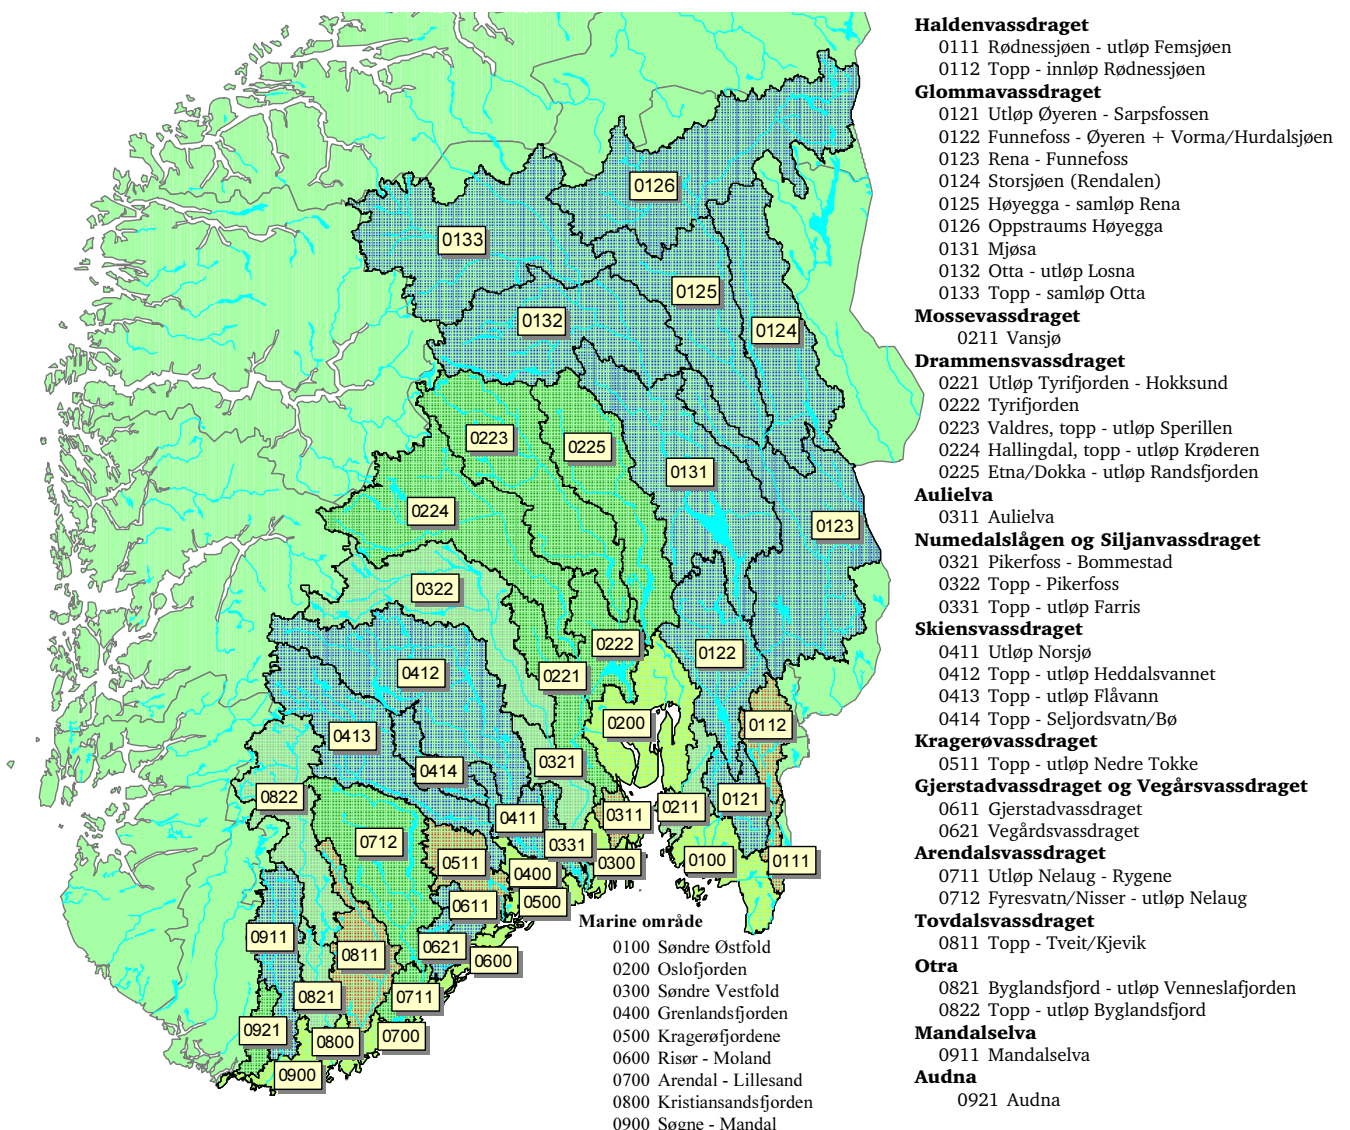 Haldenvassdraget
0111 Rødnessjøen - utløp Femsjøen
0112 Topp - innløp Rødnessjøen
Glommavassdraget
0121 Utløp Øyeren - Sarpsfossen
0122 Funnefoss - Øyeren + Vorma/Hurdalsjøen
0123 Rena - Funnefoss
0124 Storsjøen (Rendalen)
0125 Høyegga - samløp Rena
0126 Oppstraums Høyegga
0131 Mjøsa
0132 Otta - utløp Losna
0133 Topp - samløp Otta
Mossevassdraget
0211 Vansjø
Drammensvassdraget
0221 Utløp Tyrifjorden - Hokksund
0222 Tyrifjorden
0223 Valdres, topp - utløp Sperillen
0224 Hallingdal, topp - utløp Krøderen
0225 Etna/Dokka - utløp Randsfjorden
Aulielva
0311 Aulielva
Numedalslågen og Siljanvassdraget
0321 Pikerfoss - Bommestad
0322 Topp - Pikerfoss
0331 Topp - utløp Farris
Skiensvassdraget
0411 Utløp Norsjø
0412 Topp - utløp Heddalsvannet
0413 Topp - utløp Flåvann
0414 Topp - Seljordsvatn/Bø
Kragerøvassdraget
0511 Topp - utløp Nedre Tokke
Gjerstadvassdraget og Vegårsvassdraget
0611 Gjerstadvassdraget
0621 Vegårdsvassdraget
Arendalsvassdraget
0711 Utløp Nelaug - Rygene
0712 Fyresvatn/Nisser - utløp Nelaug
Tovdalsvassdraget
0811 Topp - Tveit/Kjevik
Otra
0821 Byglandsfjord - utløp Venneslafjorden
0822 Topp - utløp Byglandsfjord
Mandalselva
0911 Mandalselva
Audna
0921 Audna
Marine område
0100 Søndre Østfold
0200 Oslofjorden
0300 Søndre Vestfold
0400 Grenlandsfjorden
0500 Kragerøfjordene
0600 Risør - Moland
0700 Arendal - Lillesand
0800 Kristiansandsfjorden
0900 Søgne - Mandal
0126
0133
0125
0132
0124
0223
0225
0131
0224
0123
0322
0222
0122
0412
0221
0200
0112
0413
0321
0414
0822
0121
0211
0311
0411
0712
0331
0511
0300
0100
0111
0400
0500
0611
0911
0621
0811
0600
0821
0711
0921
0800
0700
0900